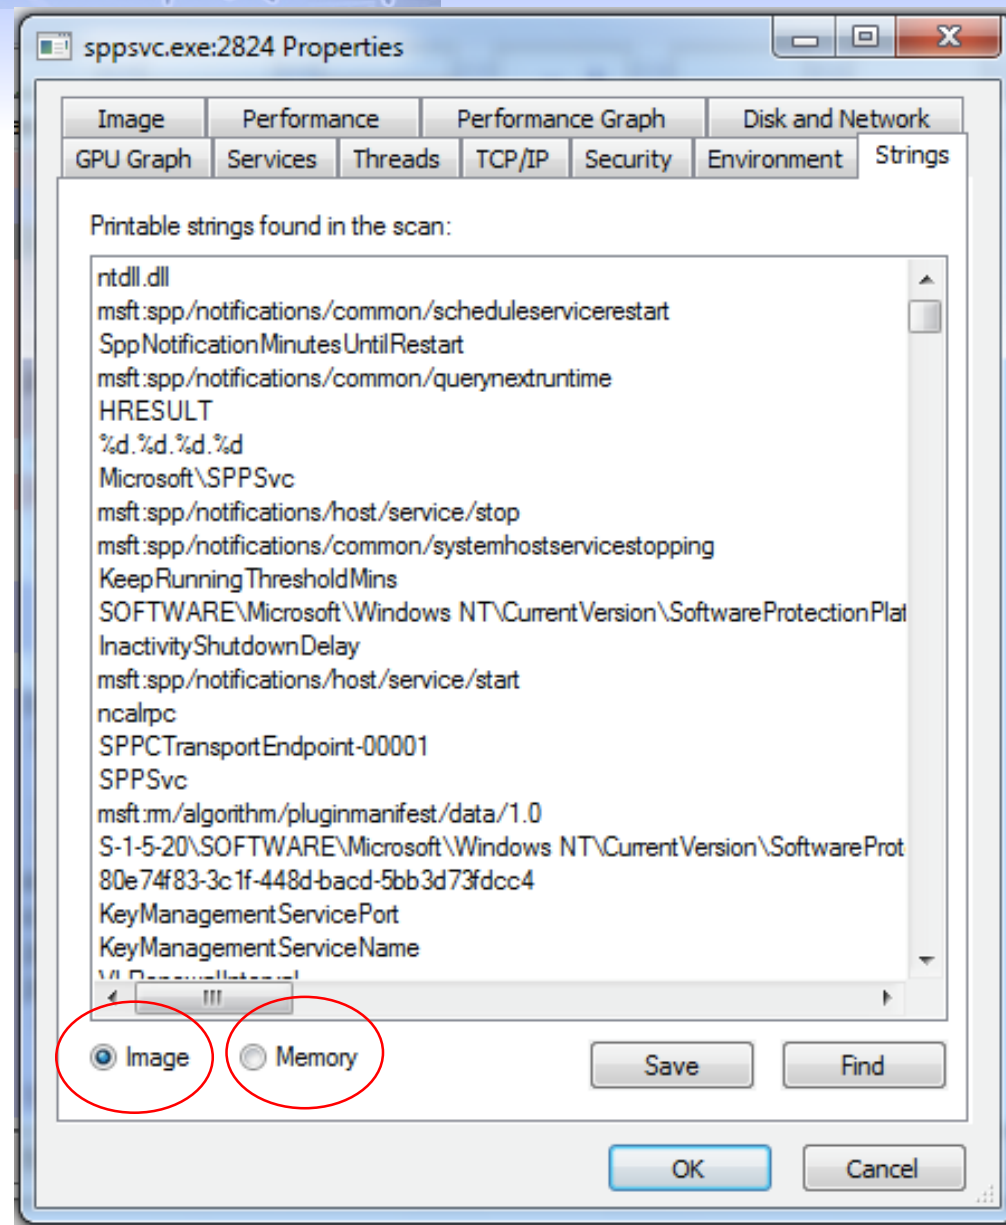 sppsvc.exe:2824 Properties
Image Performance Performance Graph Disk and Network
GPU Graph Services Threads TCP/IP Security Environment Strings
Printable strings found in the scan:
ntdll.dll
msft:spp/notifications/common/scheduleservicerestart
SppNotificationMinutesUntilRestart
msft:spp/notifications/common/querynextruntime
HRESULT
%d.%d.%d.%d
Microsoft\SPPSvc
msft:spp/notifications/host/service/stop
msft:spp/notifications/common/systemhostservicestopping
KeepRunningThresholdMins
SOFTWARE\Microsoft\Windows NT\CurrentVersion\SoftwareProtectionPlat
InactivityShutdownDelay
msft:spp/notifications/host/service/start
ncalrpc
SPPCTransportEndpoint-00001
SPPSvc
msft:rm/algorithm/pluginmanifest/data/1.0
S-1-5-20\SOFTWARE\Microsoft\Windows NT\CurrentVersion\SoftwareProt
80e74f83-3c1f-448d-bacd-5bb3d73fdcc4
KeyManagementServicePort
KeyManagementServiceName
Image Memory Save Find
OK Cancel